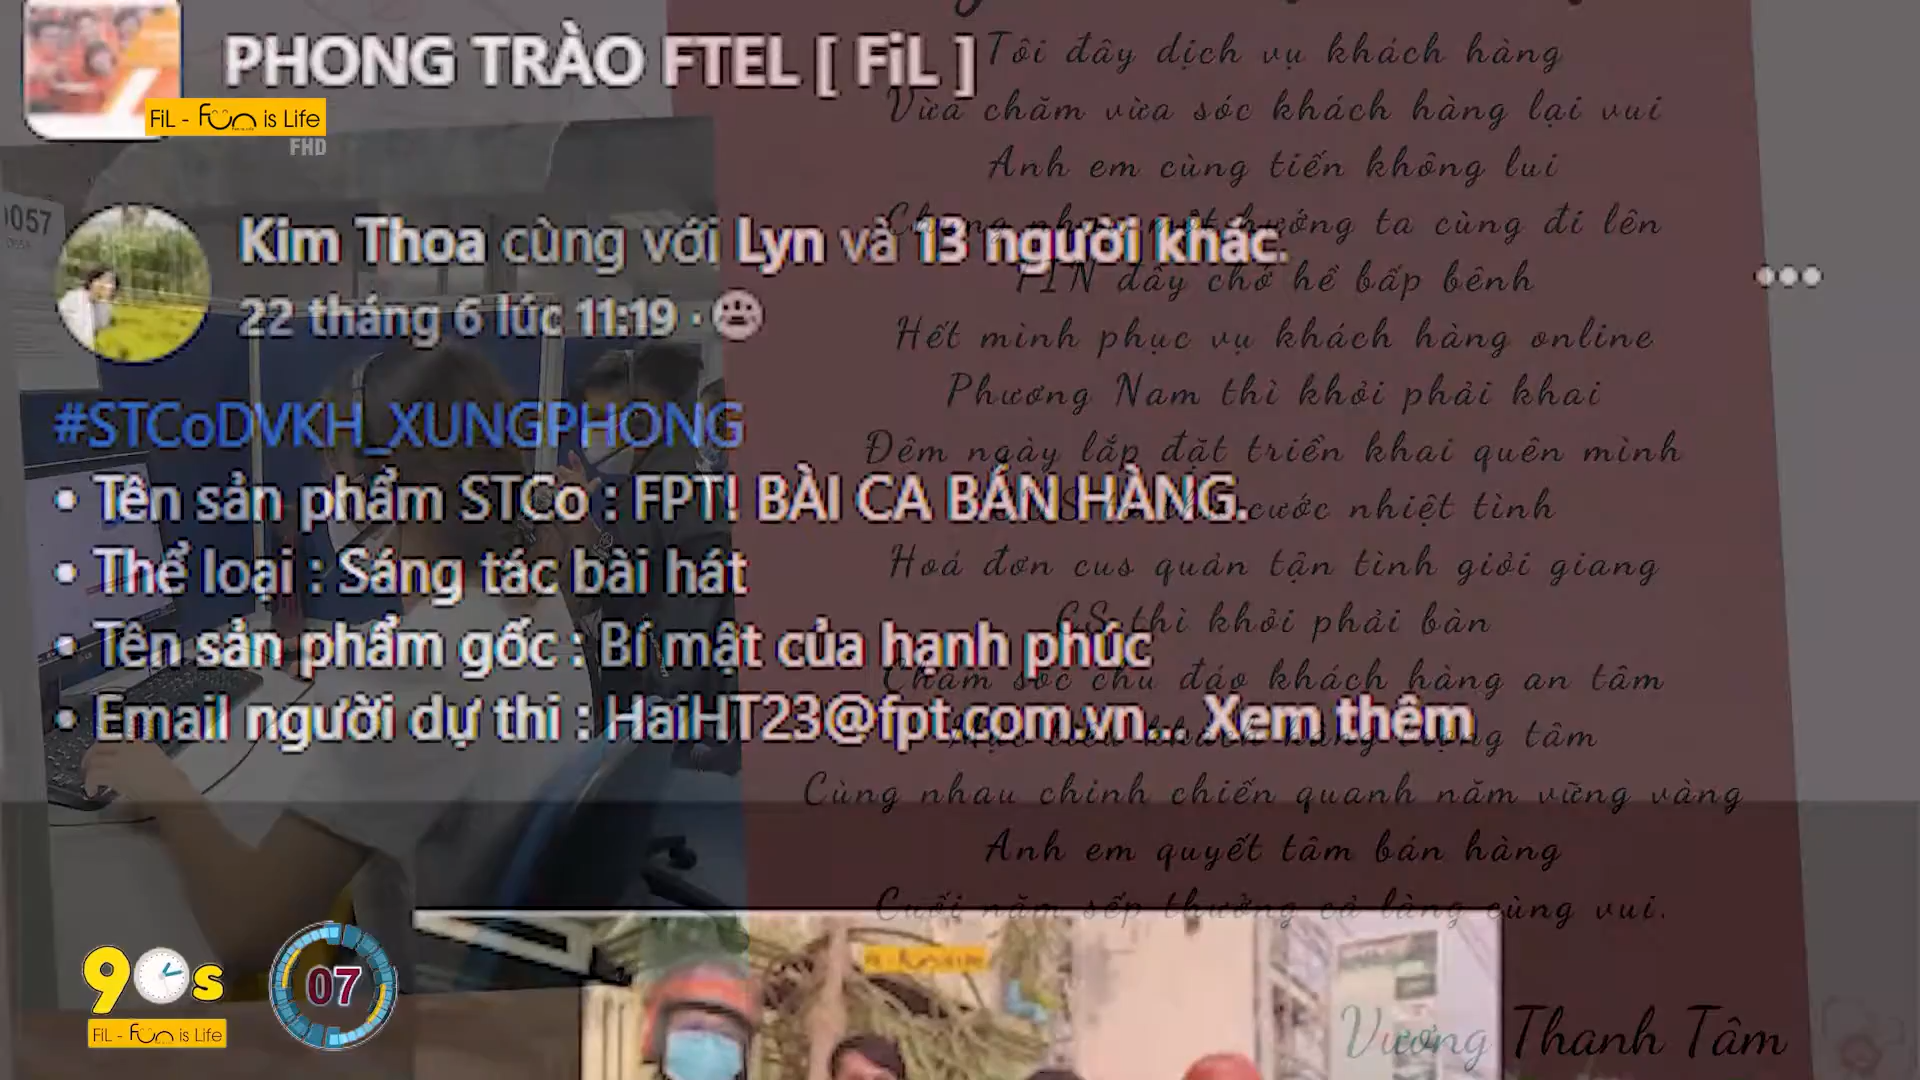 PHONG TRÀO FTEL [ FiL ]
FiL - Fun is Life
FHD
Kim Thoa cùng với Lyn và 13 người khác.
22 tháng 6 lúc 11:19 ·
#STCoDVKH_XUNGPHONG
• Tên sản phẩm STCo : FPT! BÀI CA BÁN HÀNG.
• Thể loại : Sáng tác bài hát
• Tên sản phẩm gốc : Bí mật của hạnh phúc
• Email người dự thi : HaiHT23@fpt.com.vn... Xem thêm
Tôi đây dịch vụ khách hàng
Vừa chăm vừa sóc khách hàng lại vui
Anh em cùng tiến không lui
hướng ta cùng đi lên
đây chớ hề bấp bênh
Hết mình phục vụ khách hàng online
Phương Nam thì khỏi phải khai
Đêm ngày lắp đặt triển khai quên mình
cước nhiệt tình
Hoá đơn cus quản tận tình giỏi giang
CS thì khỏi phải bàn
Chăm sóc chu đáo khách hàng an tâm
tâm
Cùng nhau chinh chiến quanh năm vững vàng
Anh em quyết tâm bán hàng
Cuối năm sếp thưởng cả làng cùng vui.
Vương Thanh Tâm
0057
90s
FiL - Fun is Life
07